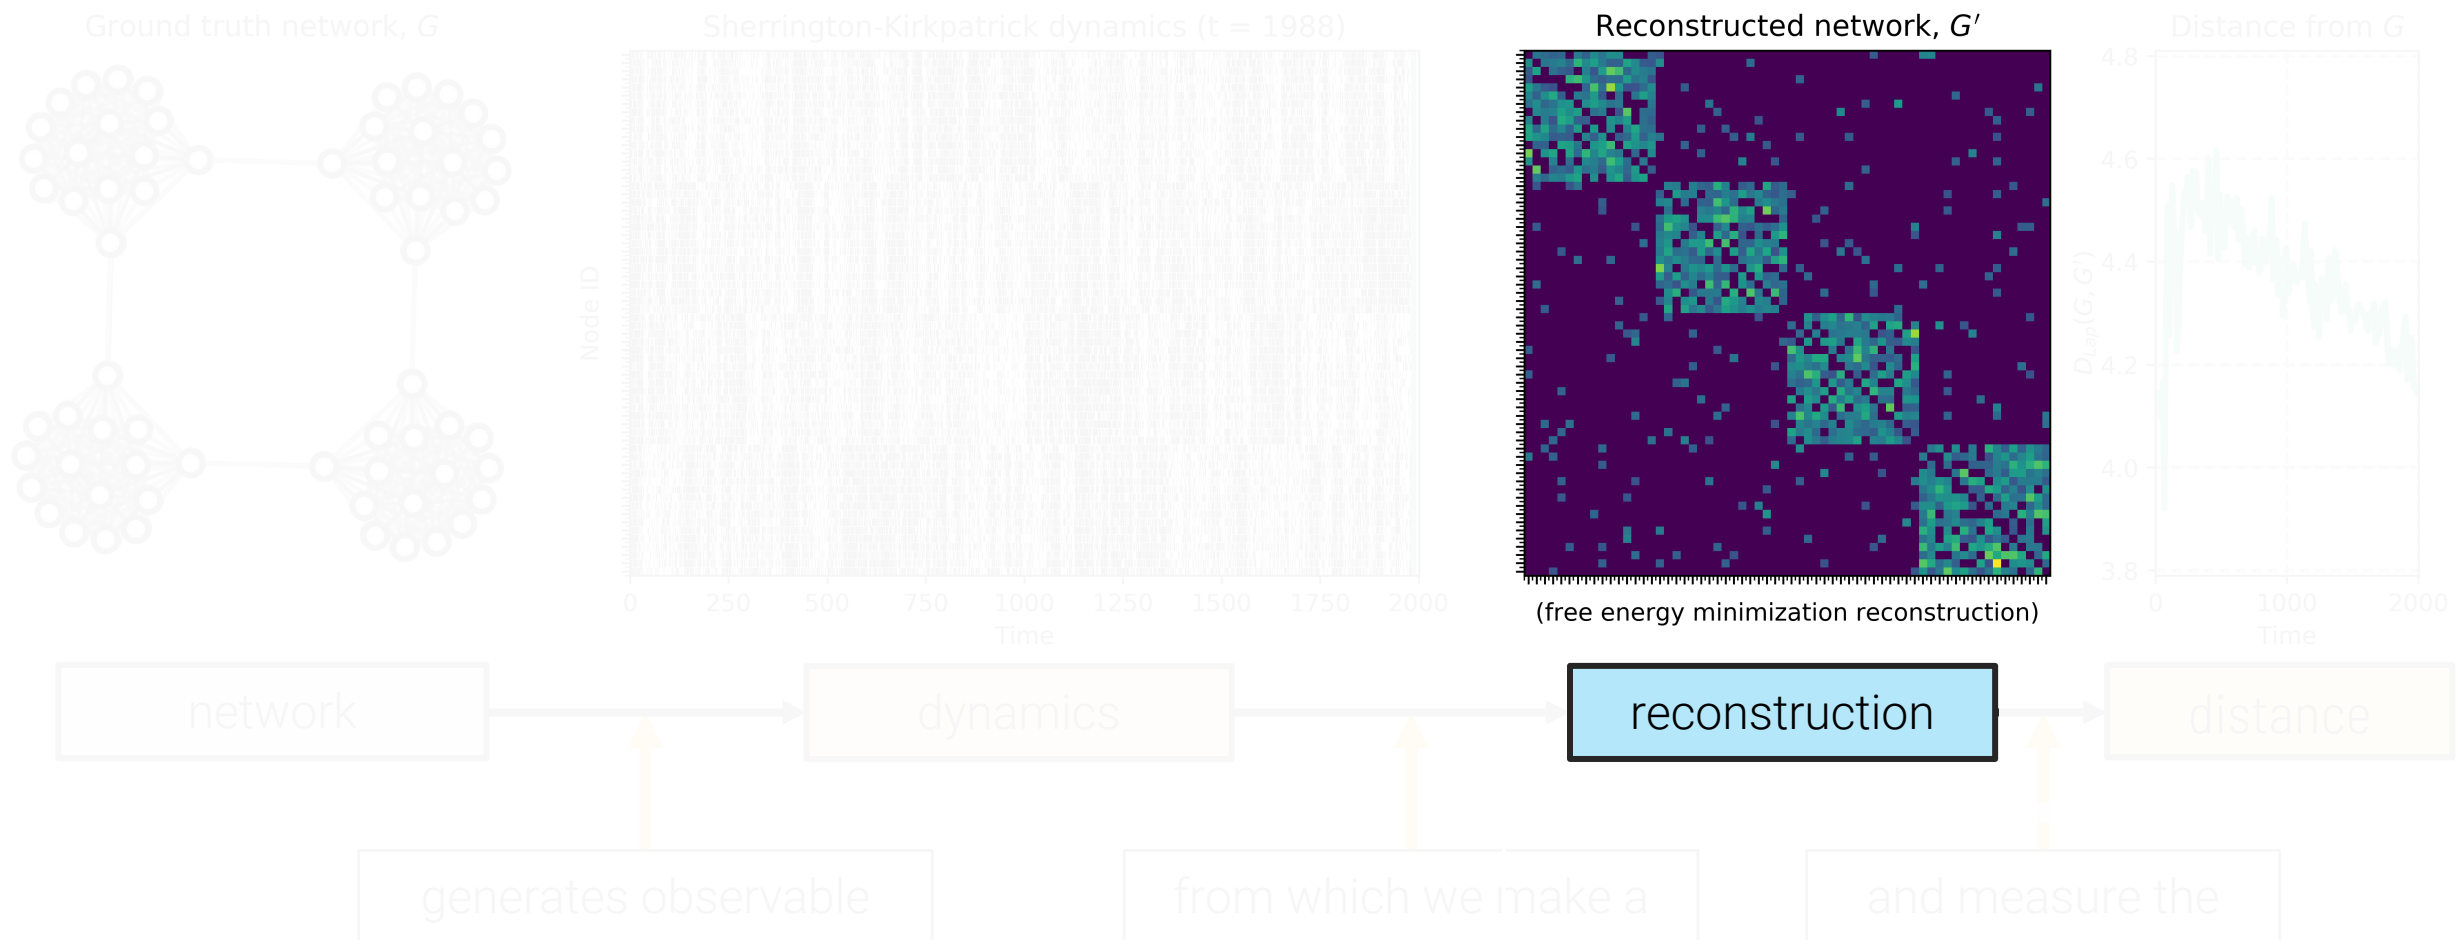 Ground truth network, G
Sherrington-Kirkpatrick dynamics (t = 1988)
Reconstructed network, G′
Distance from G
Node ID
0 250 500 750 1000 1250 1500 1750 2000
Time
(free energy minimization reconstruction)
D_Lap(G, G′)
4.8
4.6
4.4
4.2
4.0
3.8
0 1000 2000
Time
network
dynamics
reconstruction
distance
generates observable
from which we make a
and measure the